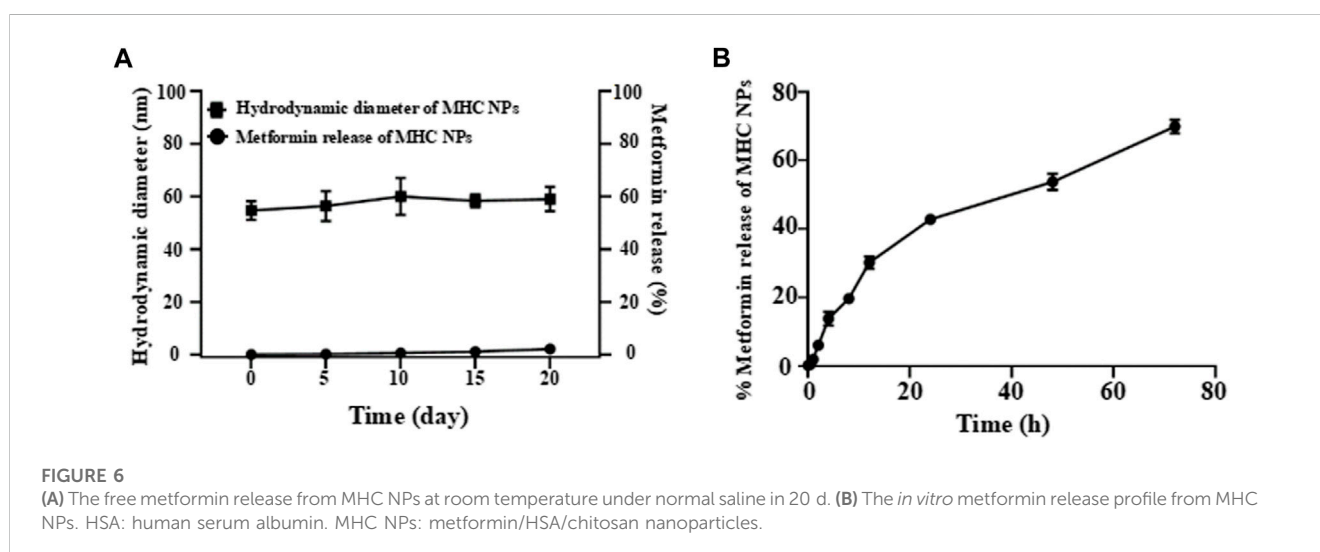 A
B
Hydrodynamic diameter (nm)
100
80
60
40
20
0
Hydrodynamic diameter of MHC NPs
Metformin release of MHC NPs
100
80
60
40
20
0
Metformin release (%)
0 5 10 15 20
Time (day)
% Metformin release of MHC NPs
80
60
40
20
0
0 20 40 60 80
Time (h)
FIGURE 6
(A) The free metformin release from MHC NPs at room temperature under normal saline in 20 d. (B) The in vitro metformin release profile from MHC
NPs. HSA: human serum albumin. MHC NPs: metformin/HSA/chitosan nanoparticles.